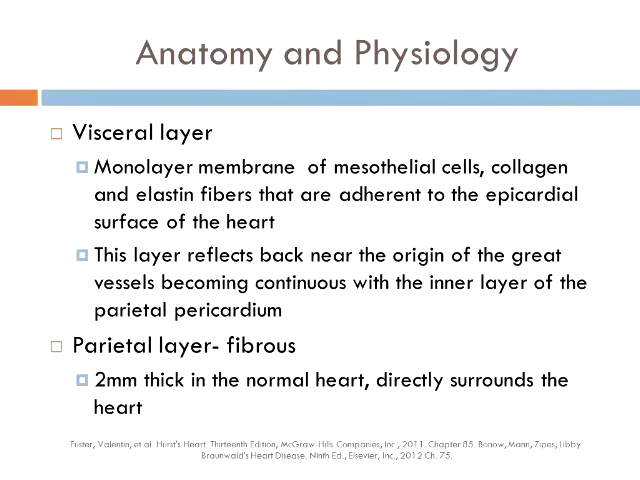 Anatomy and Physiology
Visceral layer
Monolayer membrane of mesothelial cells, collagen
and elastin fibers that are adherent to the epicardial
surface of the heart
This layer reflects back near the origin of the great
vessels becoming continuous with the inner layer of the
parietal pericardium
Parietal layer- fibrous
2mm thick in the normal heart, directly surrounds the
heart
Fuster, Valentin, et al. Hurst's Heart. Thirteenth Edition, McGraw-Hills Companies, Inc., 2011. Chapter 85. Bonow, Mann, Zipes, Libby
Braunwald's Heart Disease. Ninth Ed., Elsevier, Inc., 2012 Ch. 75.